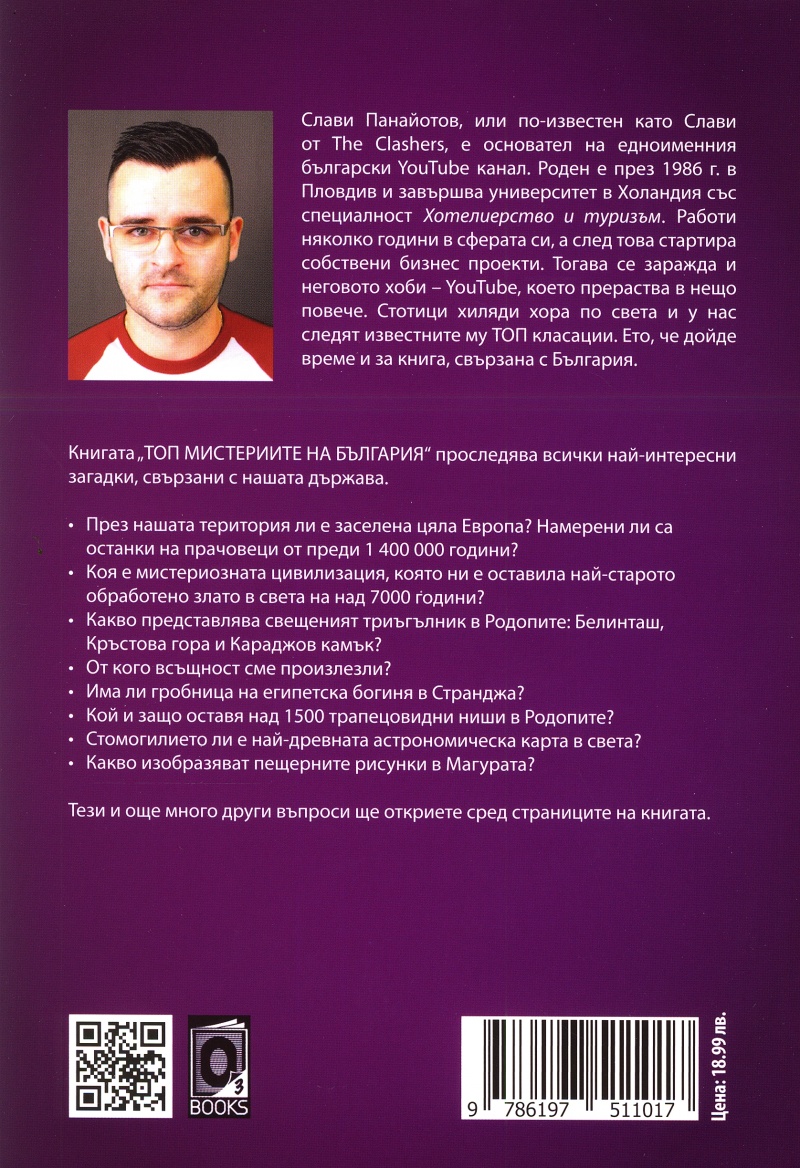 Слави Панайотов, или по-известен като Слави
от The Clashers, е основател на едноименния
български YouTube канал. Роден е през 1986 г. в
Пловдив и завършва университет в Холандия със
специалност Хотелиерство и туризъм. Работи
няколко години в сферата си, а след това стартира
собствени бизнес проекти. Тогава се заражда и
неговото хоби – YouTube, което прераства в нещо
повече. Стотици хиляди хора по света и у нас
следят известните му ТОП класации. Ето, че дойде
време и за книга, свързана с България.
Книгата „ТОП МИСТЕРИИТЕ НА БЪЛГАРИЯ“ проследява всички най-интересни
загадки, свързани с нашата държава.
• През нашата територия ли е заселена цяла Европа? Намерени ли са
останки на прачовеци от преди 1 400 000 години?
• Коя е мистериозната цивилизация, която ни е оставила най-старото
обработено злато в света на над 7000 години?
• Какво представлява свещеният триъгълник в Родопите: Белинташ,
Кръстова гора и Караджов камък?
• От кого всъщност сме произлезли?
• Има ли гробница на египетска богиня в Странджа?
• Кой и защо оставя над 1500 трапецовидни ниши в Родопите?
• Стомогилието ли е най-древната астрономическа карта в света?
• Какво изобразяват пещерните рисунки в Магурата?
Тези и още много други въпроси ще откриете сред страниците на книгата.
O3
BOOKS
9 786197 511017
Цена: 18.99 лв.